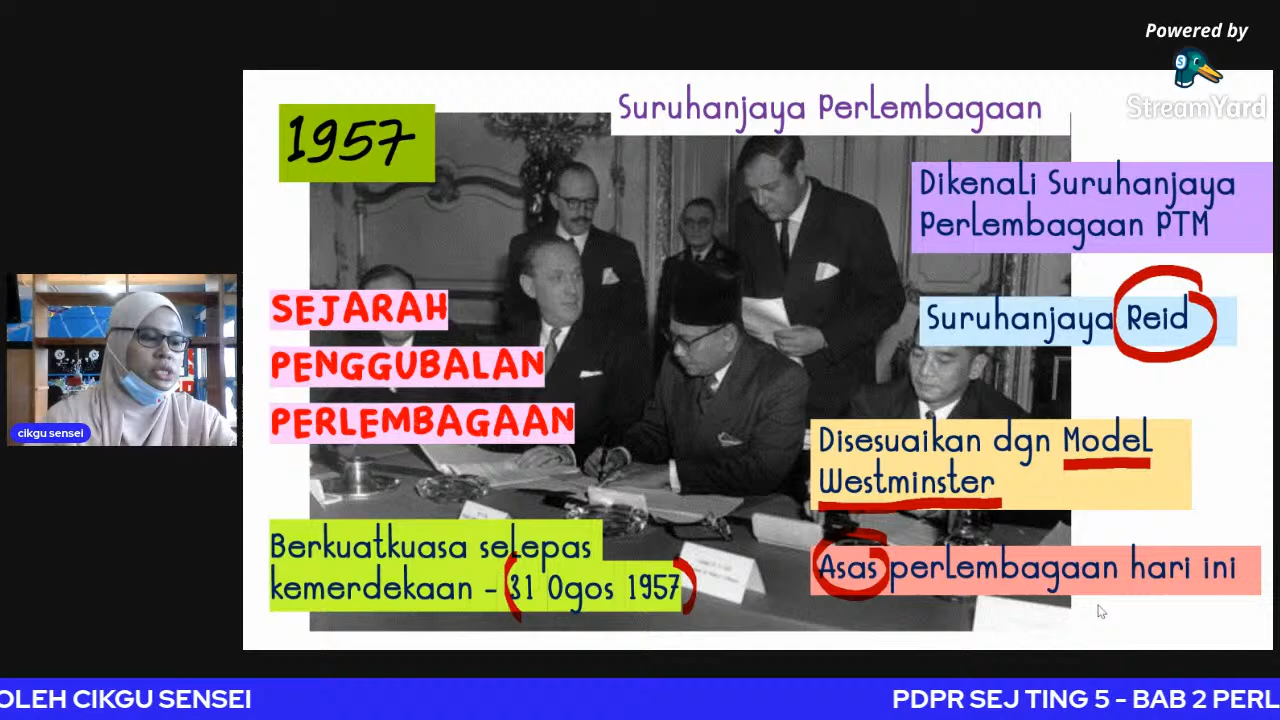 Powered by
StreamYard
1957
Suruhanjaya Perlembagaan
Dikenali Suruhanjaya
Perlembagaan PTM
SEJARAH
PENGGUBALAN
PERLEMBAGAAN
Suruhanjaya Reid
Disesuaikan dgn Model
Westminster
Berkuatkuasa selepas
kemerdekaan - 31 Ogos 1957
Asas perlembagaan hari ini
cikgu sensei
OLEH CIKGU SENSEI
PDPR SEJ TING 5 - BAB 2 PERL